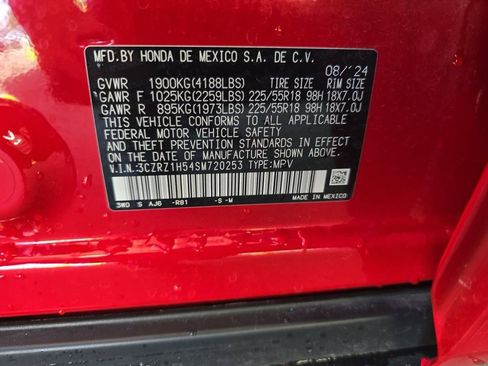 MFD.BY HONDA DE MEXICO S.A. DE C.V.
08/'24
GVWR 1900KG(4188LBS) TIRE SIZE RIM SIZE
GAWR F 1025KG(2259LBS) 225/55R18 98H 18X7.0J
GAWR R 895KG(1973LBS) 225/55R18 98H 18X7.0J
THIS VEHICLE CONFORMS TO ALL APPLICABLE
FEDERAL MOTOR VEHICLE SAFETY
AND THEFT PREVENTION STANDARDS IN EFFECT
ON THE DATE OF MANUFACTURE SHOWN ABOVE.
V.I.N.:3CZRZ1H54SM720253 TYPE:MPV
3W0 S AJ6 -R81 -S -M MADE IN MEXICO